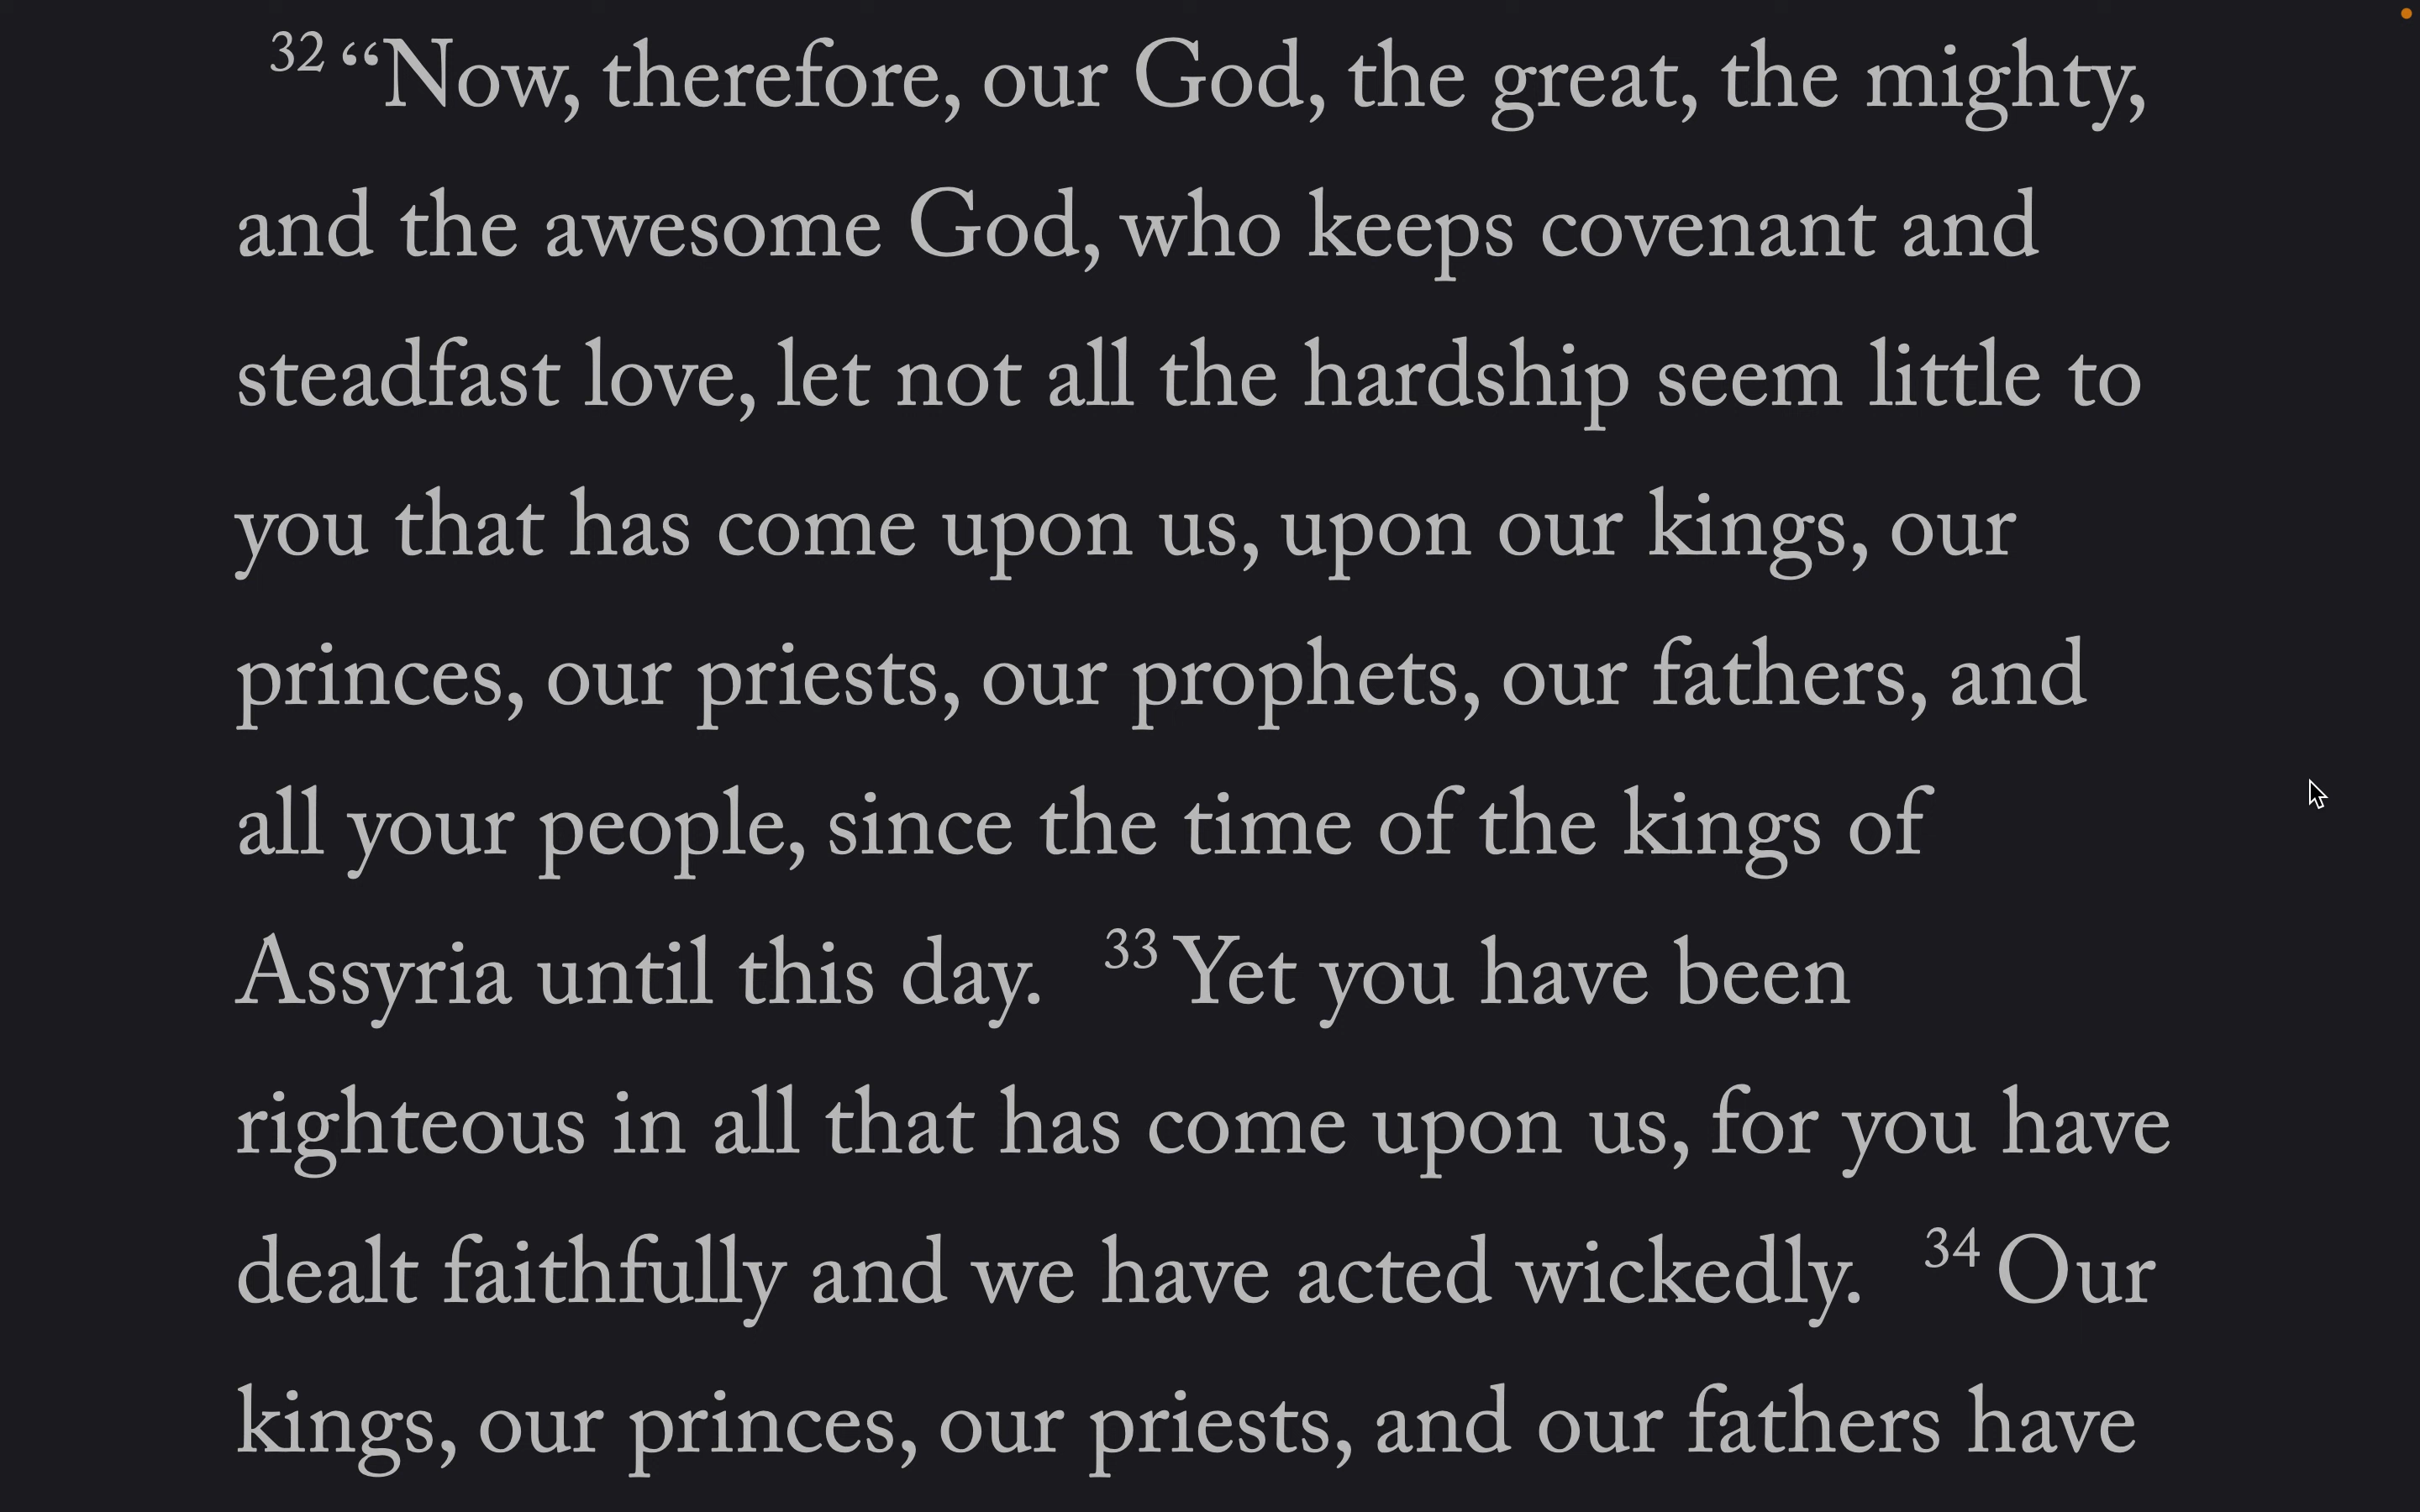 32 “Now, therefore, our God, the great, the mighty,
and the awesome God, who keeps covenant and
steadfast love, let not all the hardship seem little to
you that has come upon us, upon our kings, our
princes, our priests, our prophets, our fathers, and
all your people, since the time of the kings of
Assyria until this day. 33 Yet you have been
righteous in all that has come upon us, for you have
dealt faithfully and we have acted wickedly. 34 Our
kings, our princes, our priests, and our fathers have